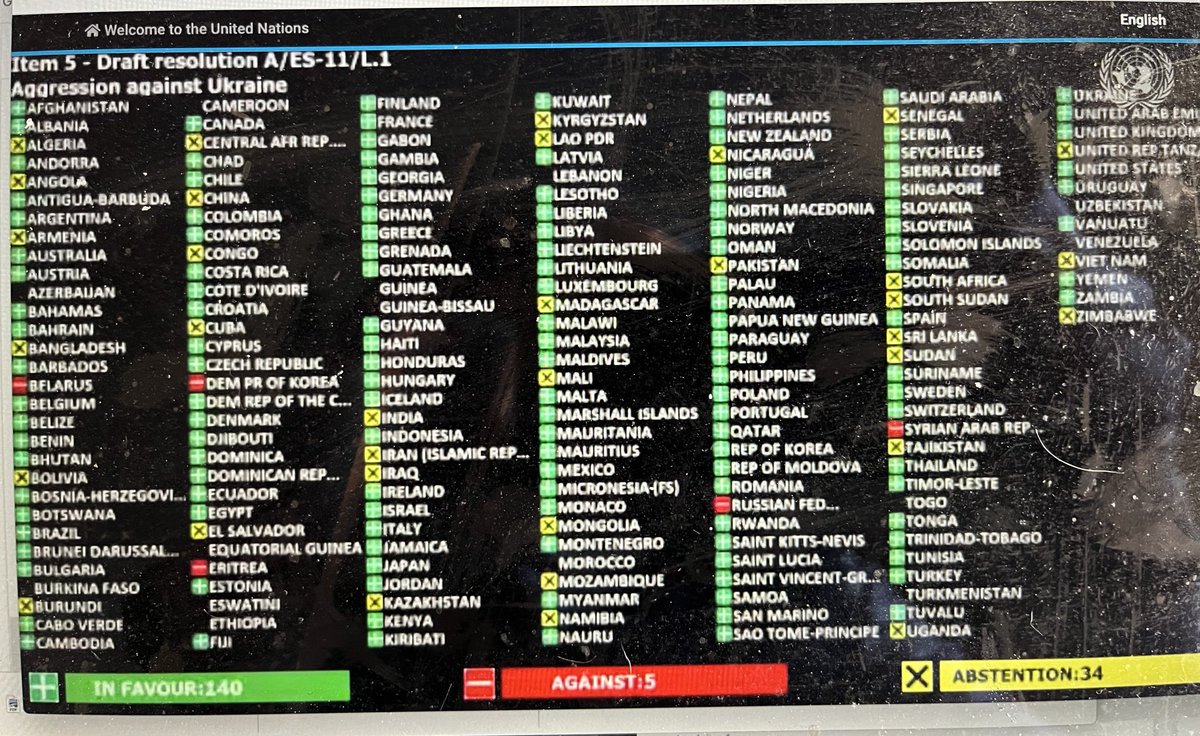 Welcome to the United Nations
English
Item 5 - Draft resolution A/ES-11/L.1
Aggression against Ukraine
AFGHANISTAN
ALBANIA
ALGERIA
ANDORRA
ANGOLA
ANTIGUA-BARBUDA
ARGENTINA
ARMENIA
AUSTRALIA
AUSTRIA
AZERBAIJAN
BAHAMAS
BAHRAIN
BANGLADESH
BARBADOS
BELARUS
BELGIUM
BELIZE
BENIN
BHUTAN
BOLIVIA
BOSNIA-HERZEGOVI...
BOTSWANA
BRAZIL
BRUNEI DARUSSAL...
BULGARIA
BURKINA FASO
BURUNDI
CABO VERDE
CAMBODIA
CAMEROON
CANADA
CENTRAL AFR REP....
CHAD
CHILE
CHINA
COLOMBIA
COMOROS
CONGO
COSTA RICA
COTE D'IVOIRE
CROATIA
CUBA
CYPRUS
CZECH REPUBLIC
DEM PR OF KOREA
DEM REP OF THE C...
DENMARK
DJIBOUTI
DOMINICA
DOMINICAN REP...
ECUADOR
EGYPT
EL SALVADOR
EQUATORIAL GUINEA
ERITREA
ESTONIA
ESWATINI
ETHIOPIA
FIJI
FINLAND
FRANCE
GABON
GAMBIA
GEORGIA
GERMANY
GHANA
GREECE
GRENADA
GUATEMALA
GUINEA
GUINEA-BISSAU
GUYANA
HAITI
HONDURAS
HUNGARY
ICELAND
INDIA
INDONESIA
IRAN (ISLAMIC REP...
IRAQ
IRELAND
ISRAEL
ITALY
JAMAICA
JAPAN
JORDAN
KAZAKHSTAN
KENYA
KIRIBATI
KUWAIT
KYRGYZSTAN
LAO PDR
LATVIA
LEBANON
LESOTHO
LIBERIA
LIBYA
LIECHTENSTEIN
LITHUANIA
LUXEMBOURG
MADAGASCAR
MALAWI
MALAYSIA
MALDIVES
MALI
MALTA
MARSHALL ISLANDS
MAURITANIA
MAURITIUS
MEXICO
MICRONESIA-(FS)
MONACO
MONGOLIA
MONTENEGRO
MOROCCO
MOZAMBIQUE
MYANMAR
NAMIBIA
NAURU
NEPAL
NETHERLANDS
NEW ZEALAND
NICARAGUA
NIGER
NIGERIA
NORTH MACEDONIA
NORWAY
OMAN
PAKISTAN
PALAU
PANAMA
PAPUA NEW GUINEA
PARAGUAY
PERU
PHILIPPINES
POLAND
PORTUGAL
QATAR
REP OF KOREA
REP OF MOLDOVA
ROMANIA
RUSSIAN FED...
RWANDA
SAINT KITTS-NEVIS
SAINT LUCIA
SAINT VINCENT-GR...
SAMOA
SAN MARINO
SAO TOME-PRINCIPE
SAUDI ARABIA
SENEGAL
SERBIA
SEYCHELLES
SIERRA LEONE
SINGAPORE
SLOVAKIA
SLOVENIA
SOLOMON ISLANDS
SOMALIA
SOUTH AFRICA
SOUTH SUDAN
SPAIN
SRI LANKA
SUDAN
SURINAME
SWEDEN
SWITZERLAND
SYRIAN ARAB REP...
TAJIKISTAN
THAILAND
TIMOR-LESTE
TOGO
TONGA
TRINIDAD-TOBAGO
TUNISIA
TURKEY
TURKMENISTAN
TUVALU
UGANDA
UKRAINE
UNITED ARAB EMI
UNITED KINGDOM
UNITED REP TANZ
UNITED STATES
URUGUAY
UZBEKISTAN
VANUATU
VENEZUELA
VIET NAM
YEMEN
ZAMBIA
ZIMBABWE
IN FAVOUR:140
AGAINST:5
ABSTENTION:34